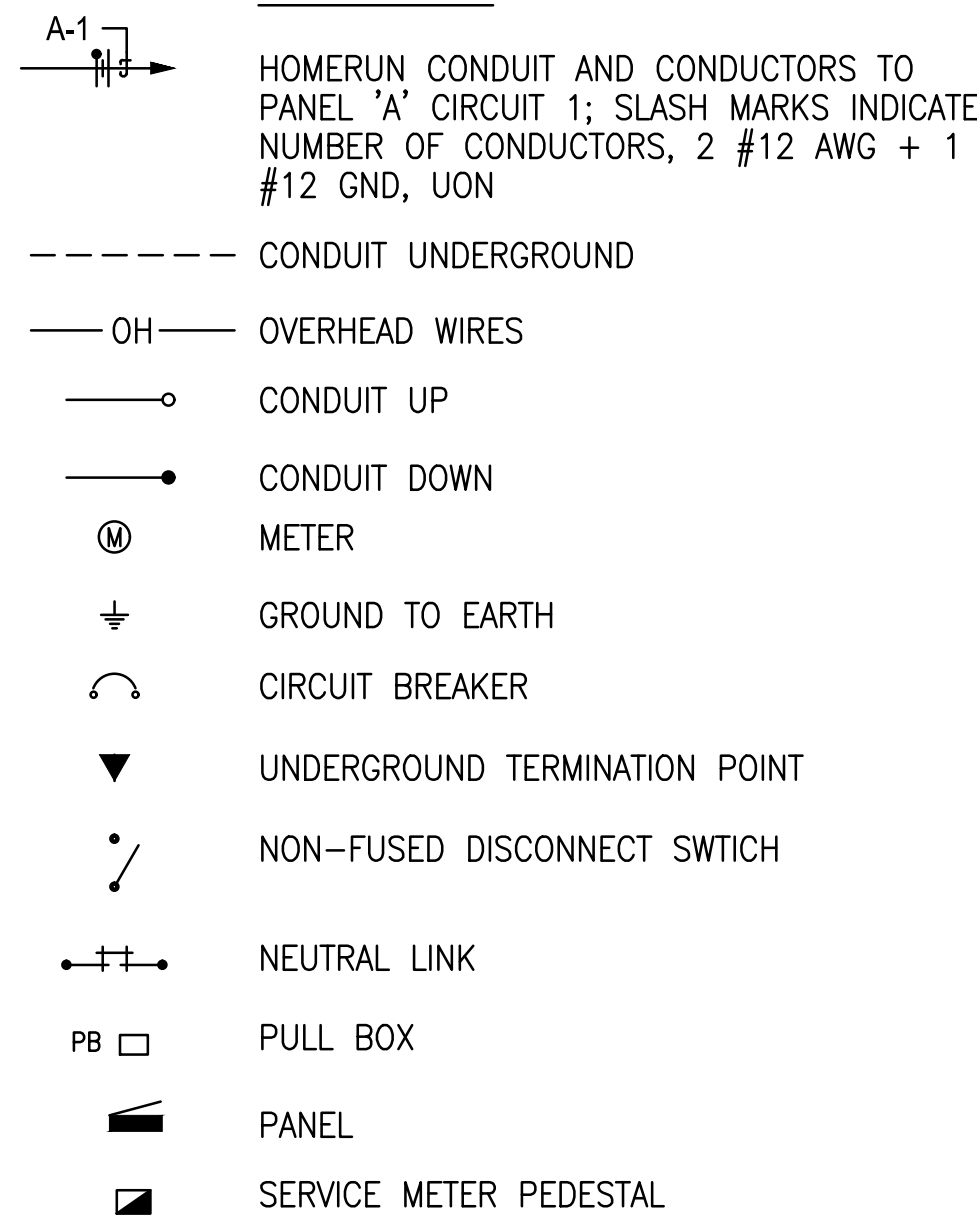 A-1
HOMERUN CONDUIT AND CONDUCTORS TO
PANEL 'A' CIRCUIT 1; SLASH MARKS INDICATE
NUMBER OF CONDUCTORS, 2 #12 AWG + 1
#12 GND, UON
CONDUIT UNDERGROUND
OH OVERHEAD WIRES
CONDUIT UP
CONDUIT DOWN
M METER
GROUND TO EARTH
CIRCUIT BREAKER
UNDERGROUND TERMINATION POINT
NON-FUSED DISCONNECT SWTICH
NEUTRAL LINK
PB PULL BOX
PANEL
SERVICE METER PEDESTAL